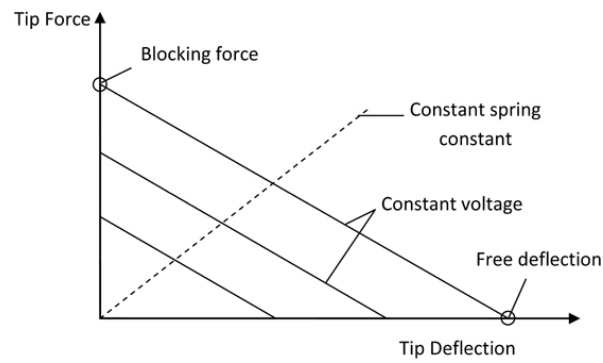 Tip Force
Blocking force
Constant spring
constant
Constant voltage
Free deflection
Tip Deflection